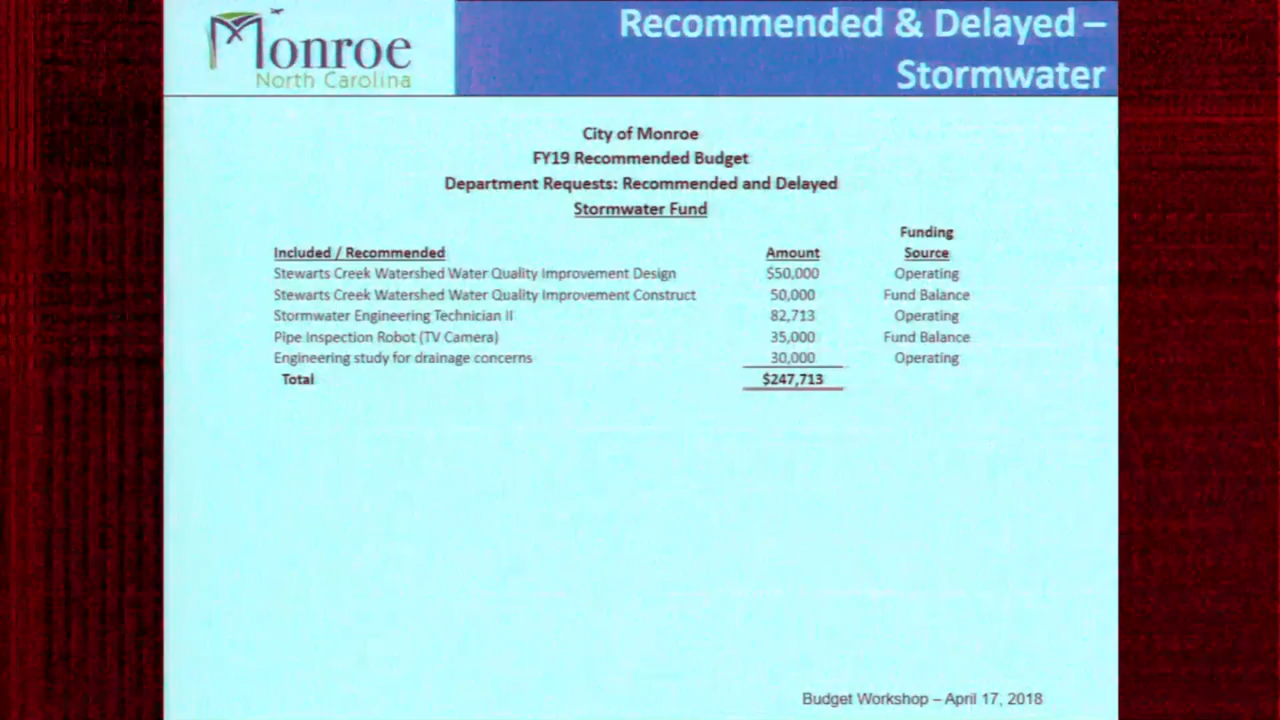 Monroe
North Carolina
Recommended & Delayed –
Stormwater
City of Monroe
FY19 Recommended Budget
Department Requests: Recommended and Delayed
Stormwater Fund
Funding
Included / Recommended Amount Source
Stewarts Creek Watershed Water Quality Improvement Design $50,000 Operating
Stewarts Creek Watershed Water Quality Improvement Construct 50,000 Fund Balance
Stormwater Engineering Technician II 82,713 Operating
Pipe Inspection Robot (TV Camera) 35,000 Fund Balance
Engineering study for drainage concerns 30,000 Operating
Total $247,713
Budget Workshop – April 17, 2018